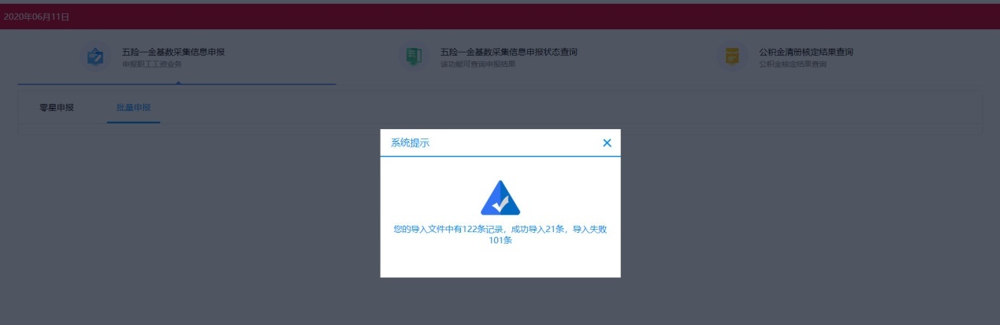 2020年06月11日
五险一金基数采集信息申报
申报职工工资业务
五险一金基数采集信息申报状态查询
该功能可查询申报结果
公积金清册核定结果查询
公积金核定结果查询
零星申报 批量申报
系统提示
您的导入文件中有122条记录，成功导入21条，导入失败
101条